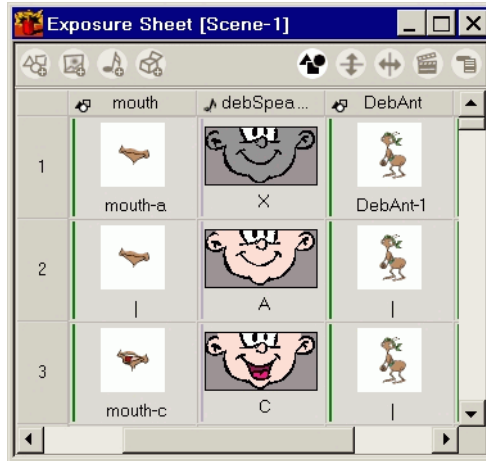 Exposure Sheet [Scene-1]
mouth debSpea... DebAnt
1
mouth-a X DebAnt-1
2
| A |
3
mouth-c C |